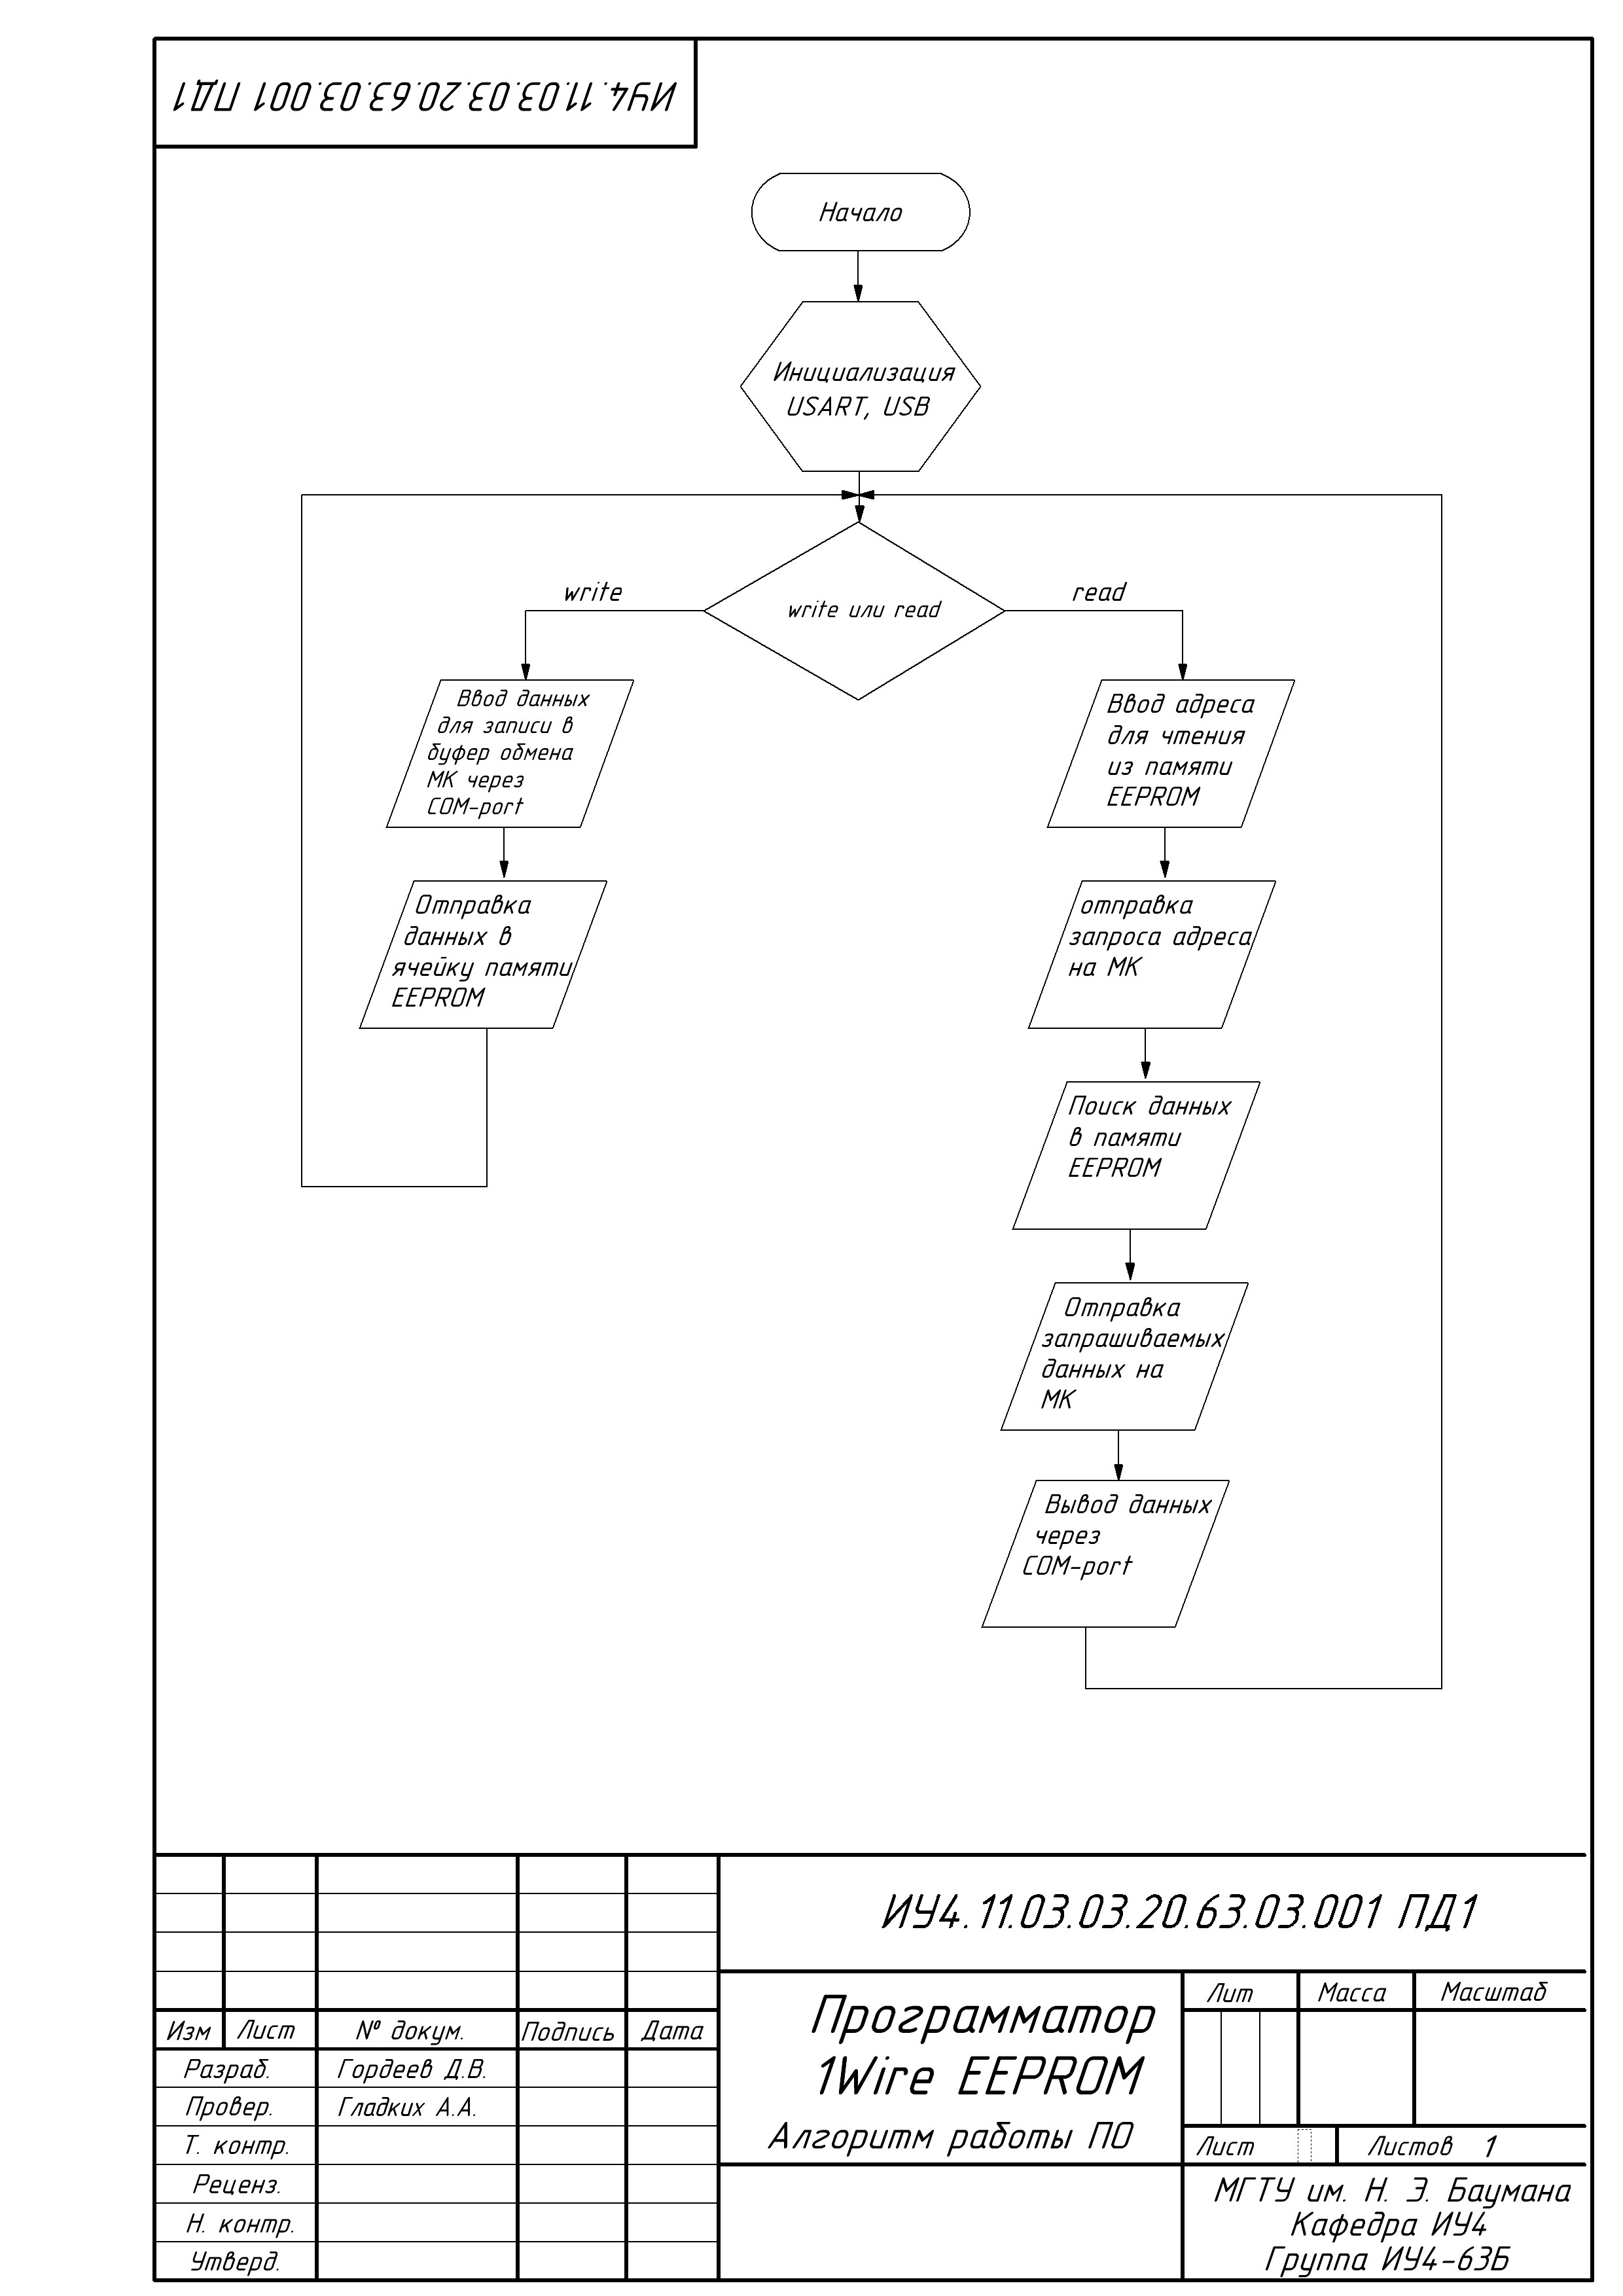 ИУ4.11.03.03.20.63.03.001 ПД1
Начало
Инициализация
USART, USB
write или read
write
read
Ввод данных
для записи в
буфер обмена
МК через
COM-port
Отправка
данных в
ячейку памяти
EEPROM
Ввод адреса
для чтения
из памяти
EEPROM
отправка
запроса адреса
на МК
Поиск данных
в памяти
EEPROM
Отправка
запрашиваемых
данных на
МК
Вывод данных
через
COM-port
ИУ4.11.03.03.20.63.03.001 ПД1
Программатор
1Wire EEPROM
Алгоритм работы ПО
Лит Масса Масштаб
Лист Листов 1
МГТУ им. Н. Э. Баумана
Кафедра ИУ4
Группа ИУ4-63Б
Изм Лист № докум. Подпись Дата
Разраб. Гордеев Д.В.
Провер. Гладких А.А.
Т. контр.
Реценз.
Н. контр.
Утверд.